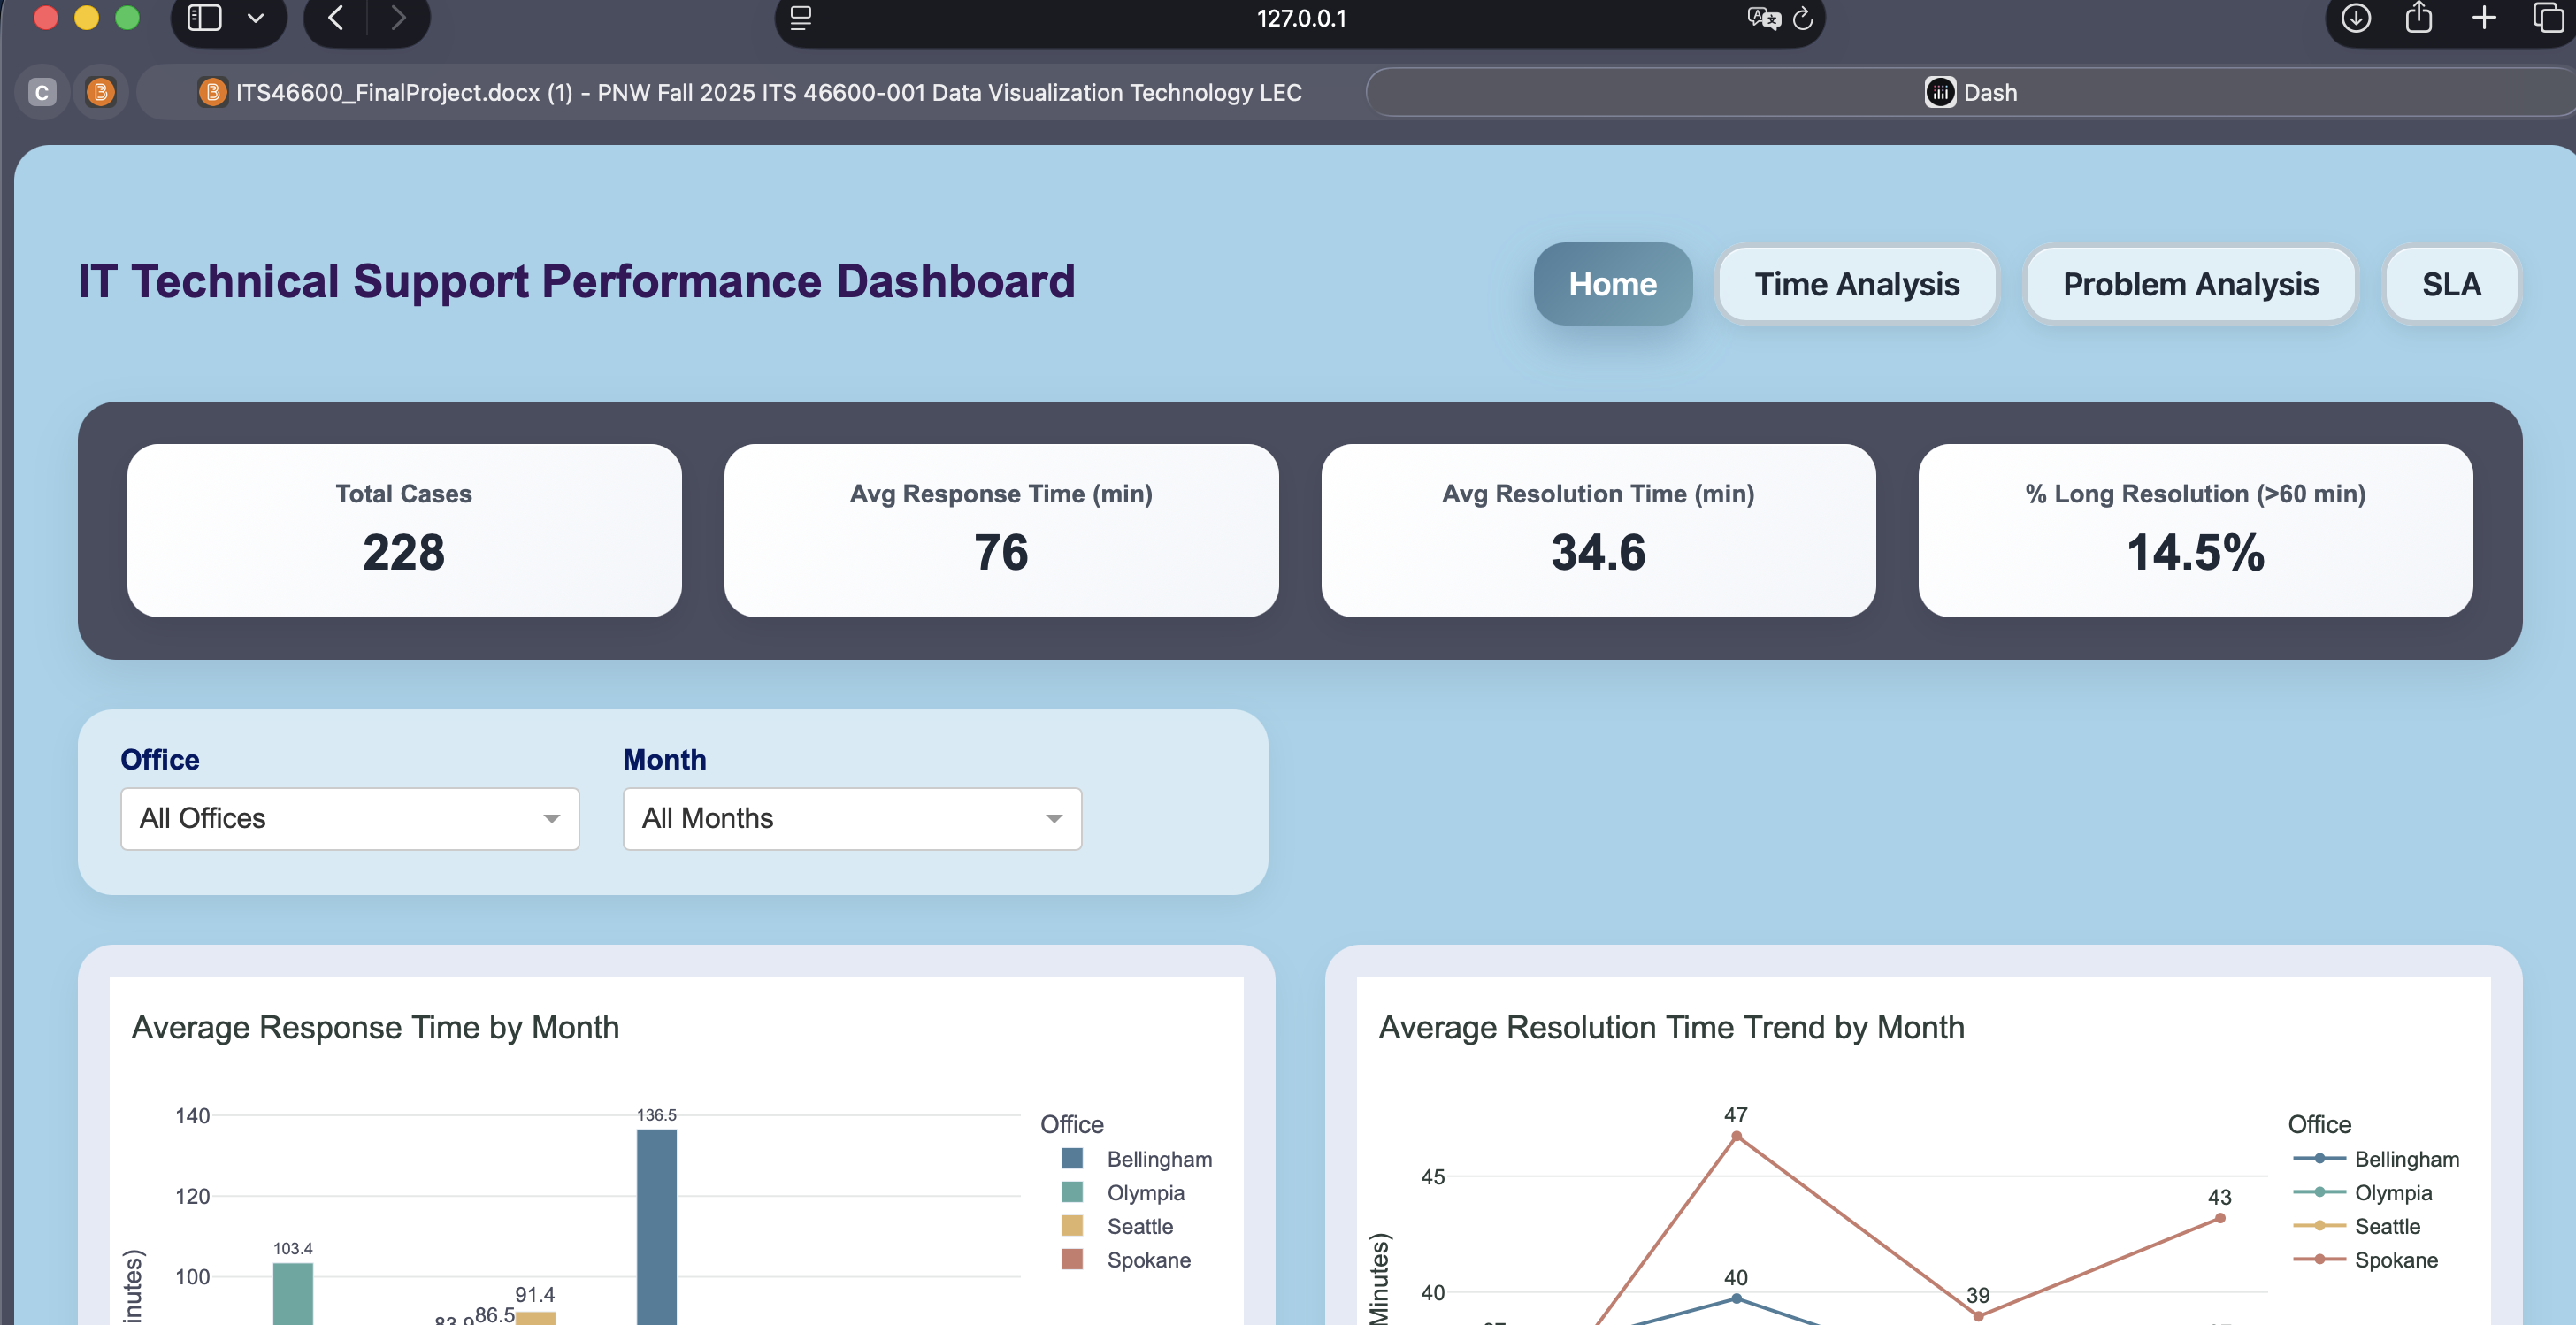 127.0.0.1
C
ITS46600_FinalProject.docx (1) - PNW Fall 2025 ITS 46600-001 Data Visualization Technology LEC
Dash
IT Technical Support Performance Dashboard
Home
Time Analysis
Problem Analysis
SLA
Total Cases
228
Avg Response Time (min)
76
Avg Resolution Time (min)
34.6
% Long Resolution (>60 min)
14.5%
Office
Month
All Offices
All Months
Average Response Time by Month
140
120
100
136.5
103.4
91.4
86.5
83.9
Office
Bellingham
Olympia
Seattle
Spokane
Average Resolution Time Trend by Month
Minutes)
45
40
47
43
40
39
Office
Bellingham
Olympia
Seattle
Spokane